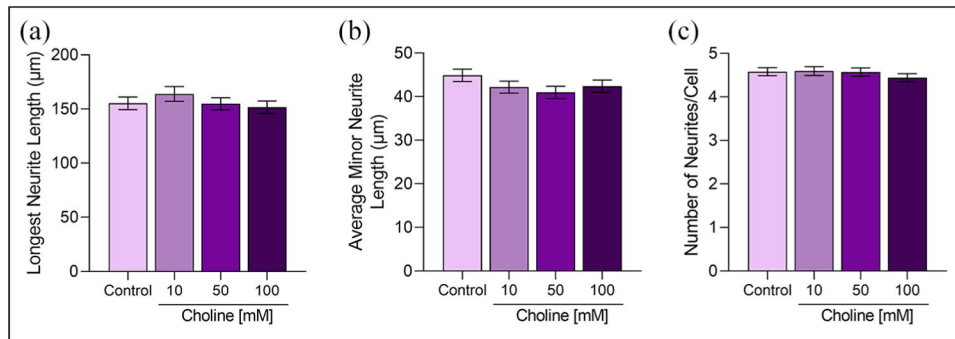 (a)
Longest Neurite Length (µm)
200
150
100
50
0
Control 10 50 100
Choline [mM]
(b)
Average Minor Neurite
Length (µm)
50
40
30
20
10
0
Control 10 50 100
Choline [mM]
(c)
Number of Neurites/Cell
5
4
3
2
1
0
Control 10 50 100
Choline [mM]